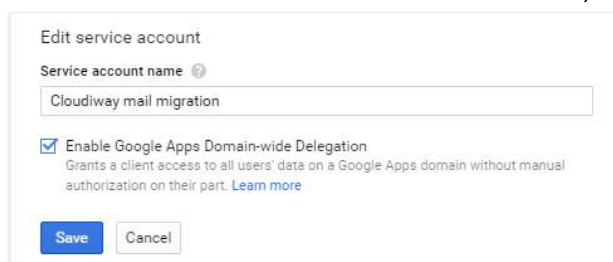 Edit service account
Service account name
Cloudiway mail migration
Enable Google Apps Domain-wide Delegation
Grants a client access to all users' data on a Google Apps domain without manual
authorization on their part. Learn more
Save Cancel